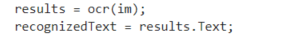 results = ocr(im);
recognizedText = results.Text;